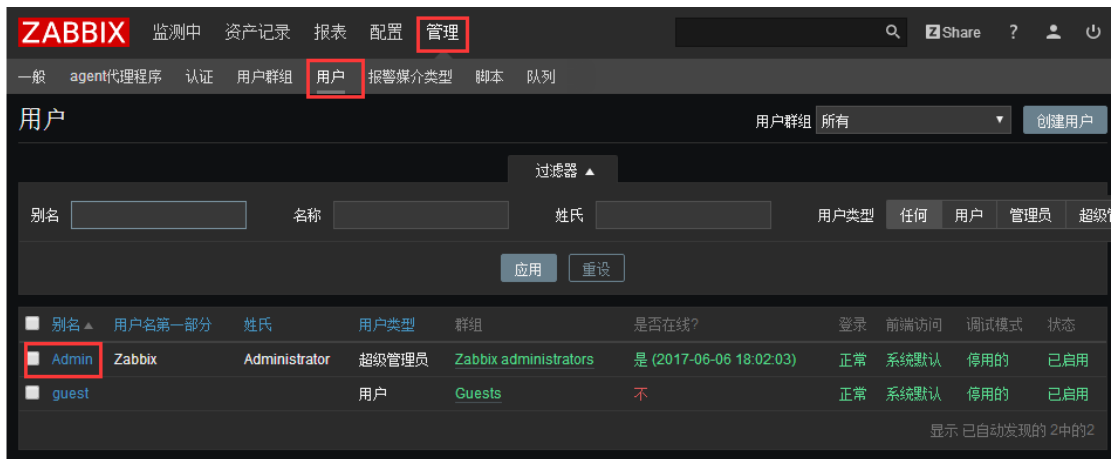 ZABBIX 监测中 资产记录 报表 配置 管理 Z Share ?
一般 agent代理程序 认证 用户群组 用户 报警媒介类型 脚本 队列
用户 用户群组 所有 创建用户
过滤器
别名 名称 姓氏 用户类型 任何 用户 管理员 超级
应用 重设
别名 用户名第一部分 姓氏 用户类型 群组 是否在线? 登录 前端访问 调试模式 状态
Admin Zabbix Administrator 超级管理员 Zabbix administrators 是 (2017-06-06 18:02:03) 正常 系统默认 停用的 已启用
guest 用户 Guests 不 正常 系统默认 停用的 已启用
显示 已自动发现的 2中的2